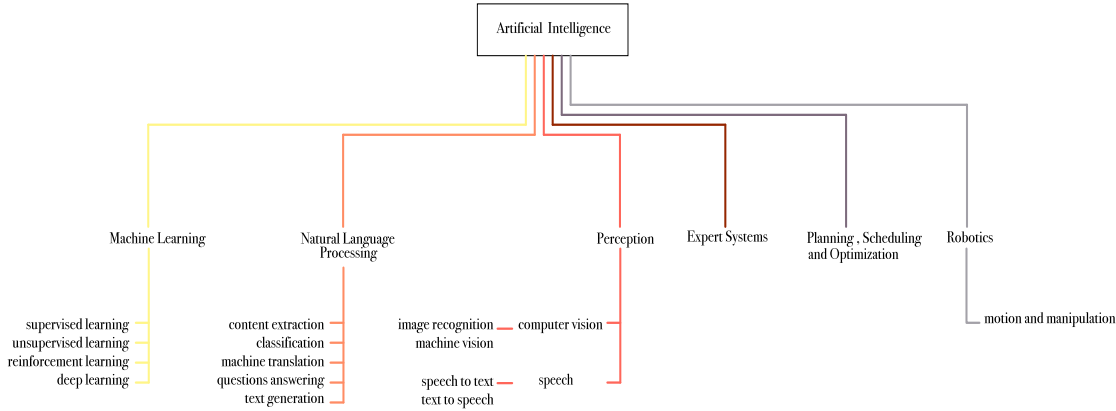 Artificial Intelligence
Machine Learning
Natural Language
Processing
Perception
Expert Systems
Planning , Scheduling
and Optimization
Robotics
supervised learning
unsupervised learning
reinforcement learning
deep learning
content extraction
classification
machine translation
questions answering
text generation
image recognition
machine vision
computer vision
speech to text
text to speech
speech
motion and manipulation